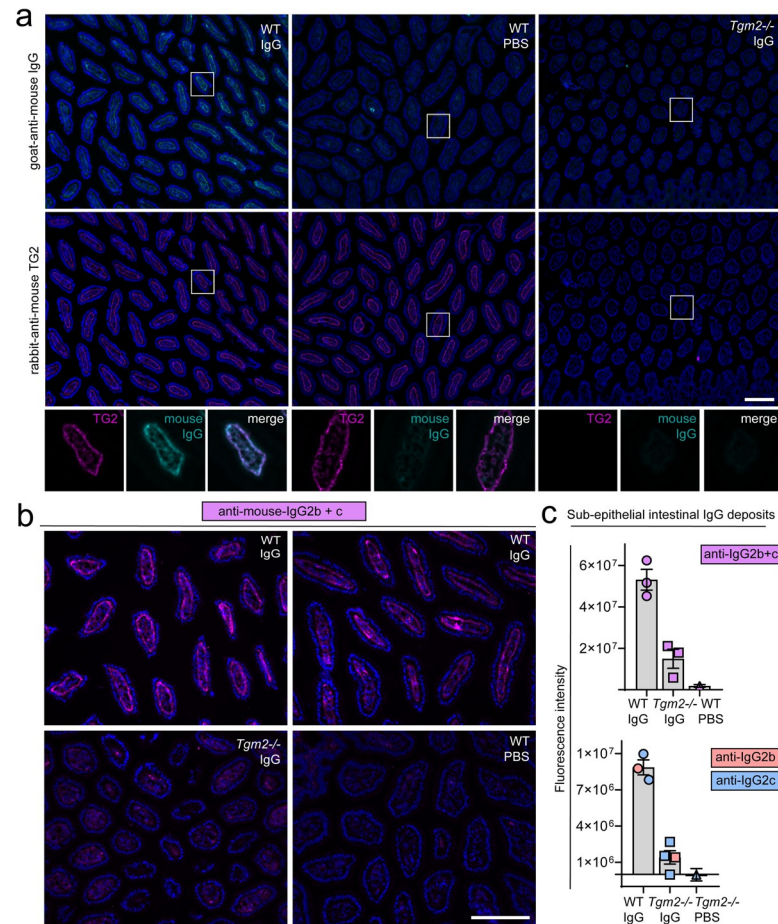 a
WT
IgG
WT
PBS
Tgm2-/-
IgG
goat-anti-mouse IgG
rabbit-anti-mouse TG2
TG2
mouse
IgG
merge
TG2
mouse
IgG
merge
TG2
mouse
IgG
merge
b
anti-mouse-IgG2b + c
WT
IgG
WT
IgG
Tgm2-/-
IgG
WT
PBS
c
Sub-epithelial intestinal IgG deposits
anti-IgG2b+c
6×10⁷
4×10⁷
2×10⁷
WT Tgm2-/- WT
IgG IgG PBS
Fluorescence intensity
anti-IgG2b
anti-IgG2c
1×10⁷
7×10⁶
4×10⁶
1×10⁶
WT Tgm2-/- Tgm2-/-
IgG IgG PBS